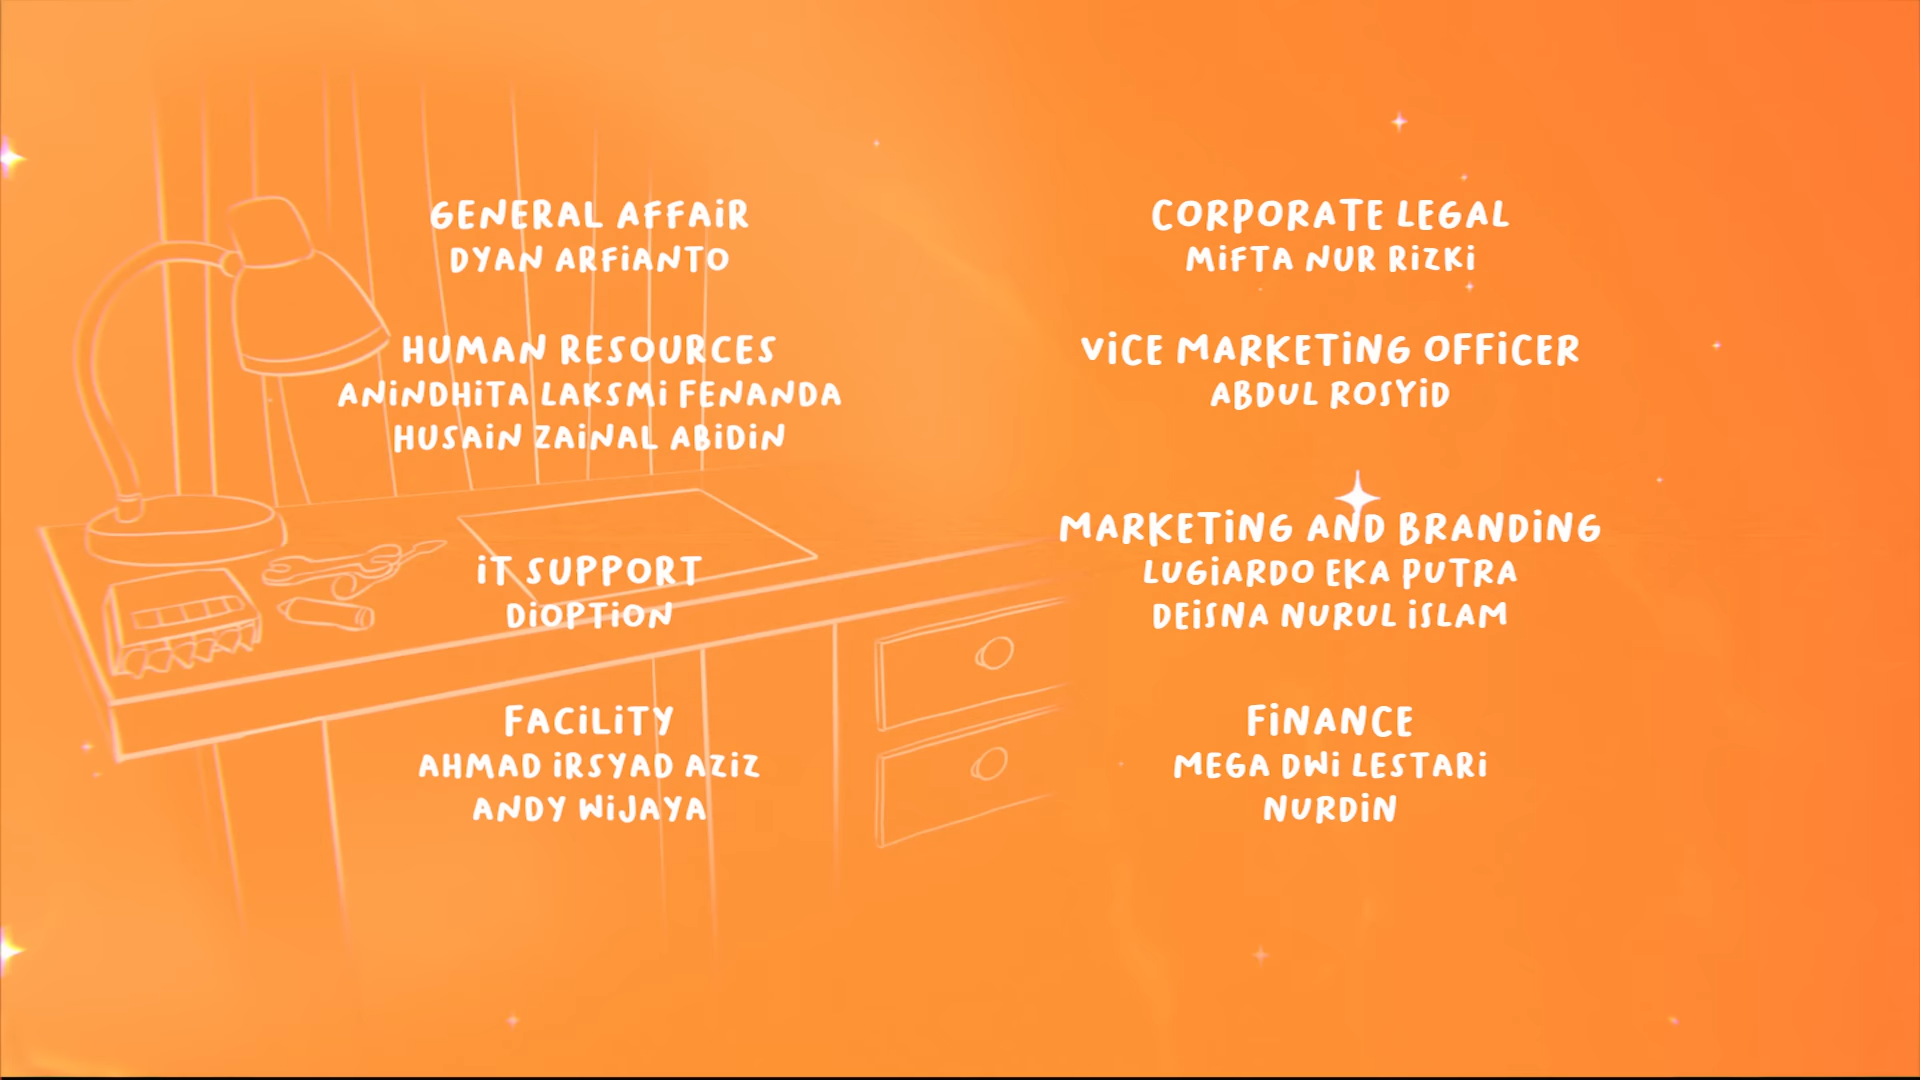 GENERAL AFFAIR
DYAN ARFIANTO
HUMAN RESOURCES
ANINDHITA LAKSMI FENANDA
HUSAIN ZAINAL ABIDIN
IT SUPPORT
DIOPTION
FACILITY
AHMAD IRSYAD AZIZ
ANDY WIJAYA
CORPORATE LEGAL
MIFTA NUR RIZKI
VICE MARKETING OFFICER
ABDUL ROSYID
MARKETING AND BRANDING
LUGIARDO EKA PUTRA
DEISNA NURUL ISLAM
FINANCE
MEGA DWI LESTARI
NURDIN